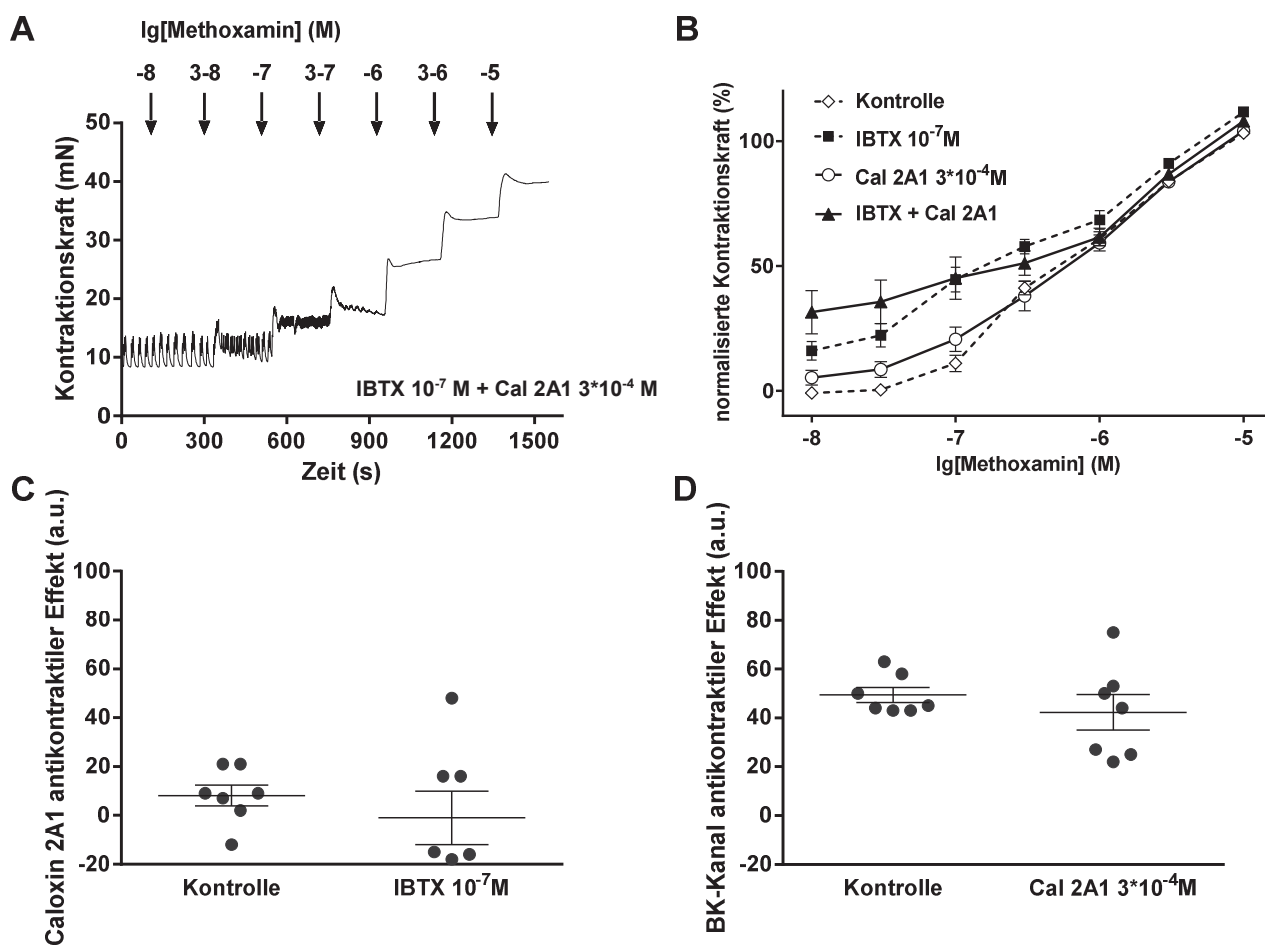 A
lg[Methoxamin] (M)
-8 3-8 -7 3-7 -6 3-6 -5
Kontraktionskraft (mN)
50
40
30
20
10
0
IBTX 10-7 M + Cal 2A1 3*10-4 M
0 300 600 900 1200 1500
Zeit (s)
B
normalisierte Kontraktionskraft (%)
Kontrolle
IBTX 10-7M
Cal 2A1 3*10-4M
IBTX + Cal 2A1
100
50
0
-8 -7 -6 -5
lg[Methoxamin] (M)
C
Caloxin 2A1 antikontraktiler Effekt (a.u.)
100
80
60
40
20
0
-20
Kontrolle IBTX 10-7M
D
BK-Kanal antikontraktiler Effekt (a.u.)
100
80
60
40
20
0
-20
Kontrolle Cal 2A1 3*10-4M